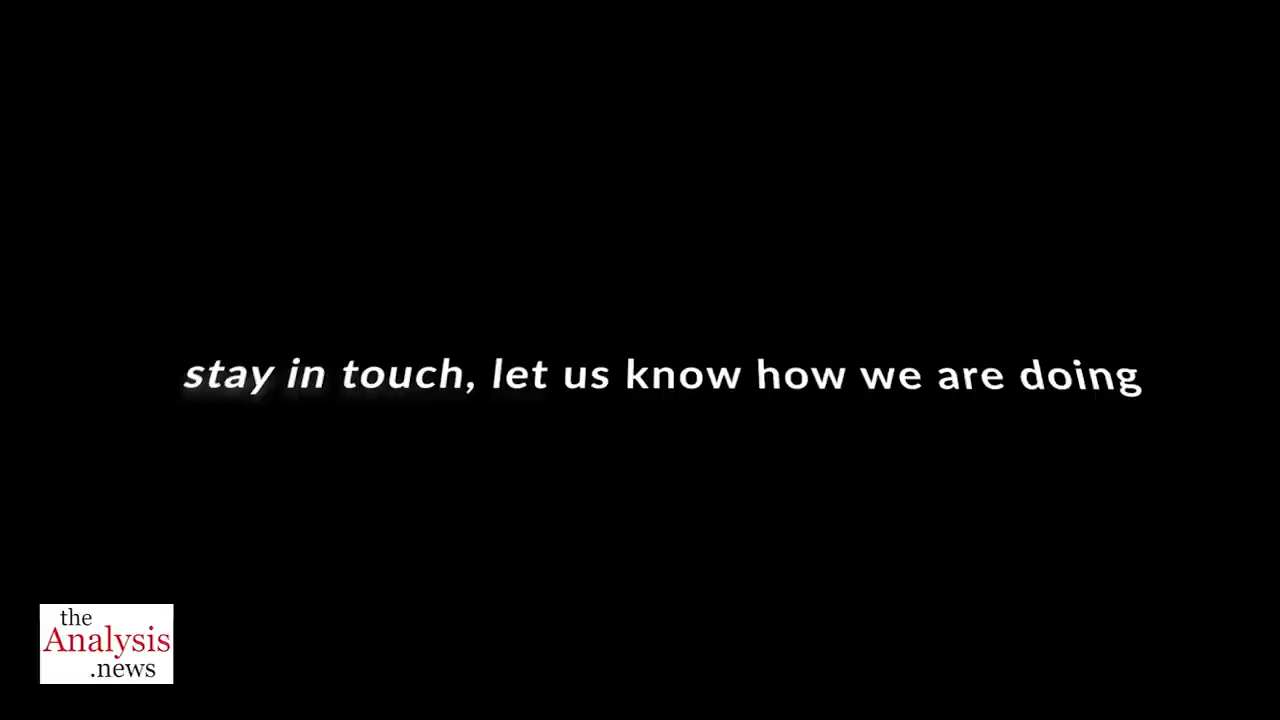 stay in touch, let us know how we are doing
the
Analysis
.news